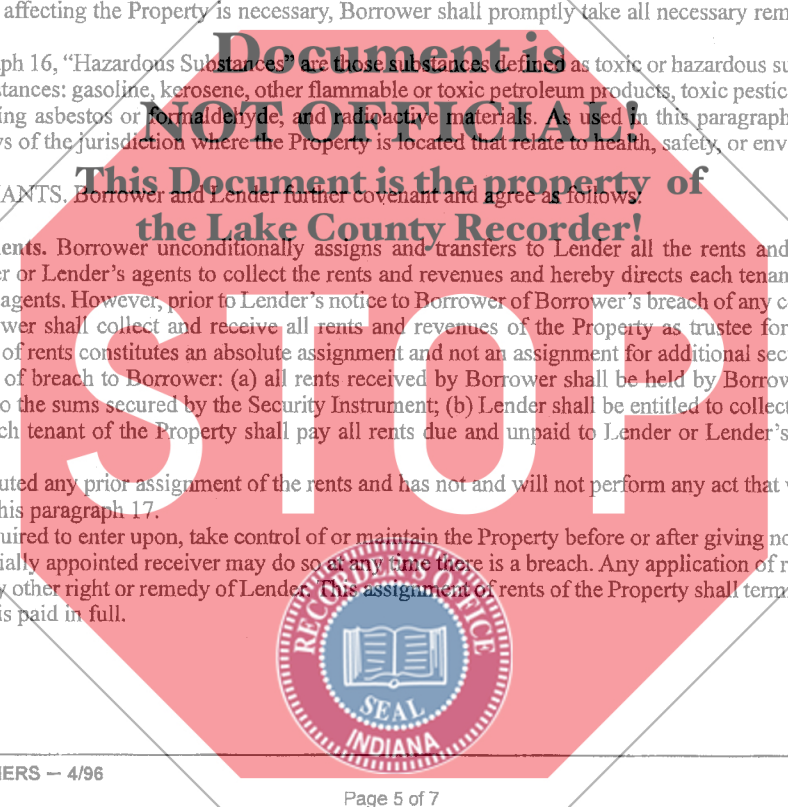 affecting the Property is necessary, Borrower shall promptly take all necessary rem
Document is
ph 16, “Hazardous Substances” are those substances defined as toxic or hazardous su
stances: gasoline, kerosene, other flammable or toxic petroleum products, toxic pestic
NOT OFFICIAL!
ing asbestos or formaldehyde, and radioactive materials. As used in this paragraph
vs of the jurisdiction where the Property is located that relate to health, safety, or env
This Document is the property of
ANTS. Borrower and Lender further covenant and agree as follows:
the Lake County Recorder!
ents. Borrower unconditionally assigns and transfers to Lender all the rents and
er or Lender’s agents to collect the rents and revenues and hereby directs each tenan
agents. However, prior to Lender’s notice to Borrower of Borrower’s breach of any c
wer shall collect and receive all rents and revenues of the Property as trustee for
of rents constitutes an absolute assignment and not an assignment for additional sec
STOP
of breach to Borrower: (a) all rents received by Borrower shall be held by Borrow
o the sums secured by the Security Instrument; (b) Lender shall be entitled to collect
ch tenant of the Property shall pay all rents due and unpaid to Lender or Lender’s
uted any prior assignment of the rents and has not and will not perform any act that
his paragraph 17.
uired to enter upon, take control of or maintain the Property before or after giving no
ially appointed receiver may do so at any time there is a breach. Any application of r
y other right or remedy of Lender. This assignment of rents of the Property shall term
is paid in full.
RECORDER'S OFFICE
SEAL
INDIANA
IERS – 4/96
Page 5 of 7